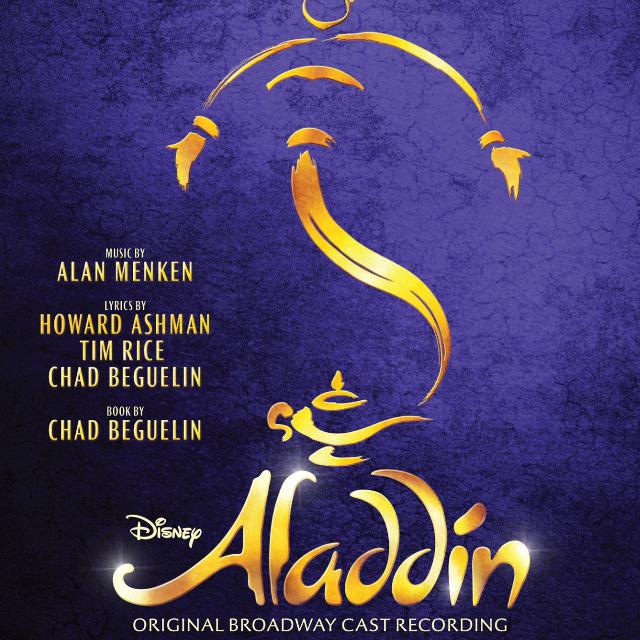 MUSIC BY
ALAN MENKEN
LYRICS BY
HOWARD ASHMAN
TIM RICE
CHAD BEGUELIN
BOOK BY
CHAD BEGUELIN
Disney
Aladdin
ORIGINAL BROADWAY CAST RECORDING